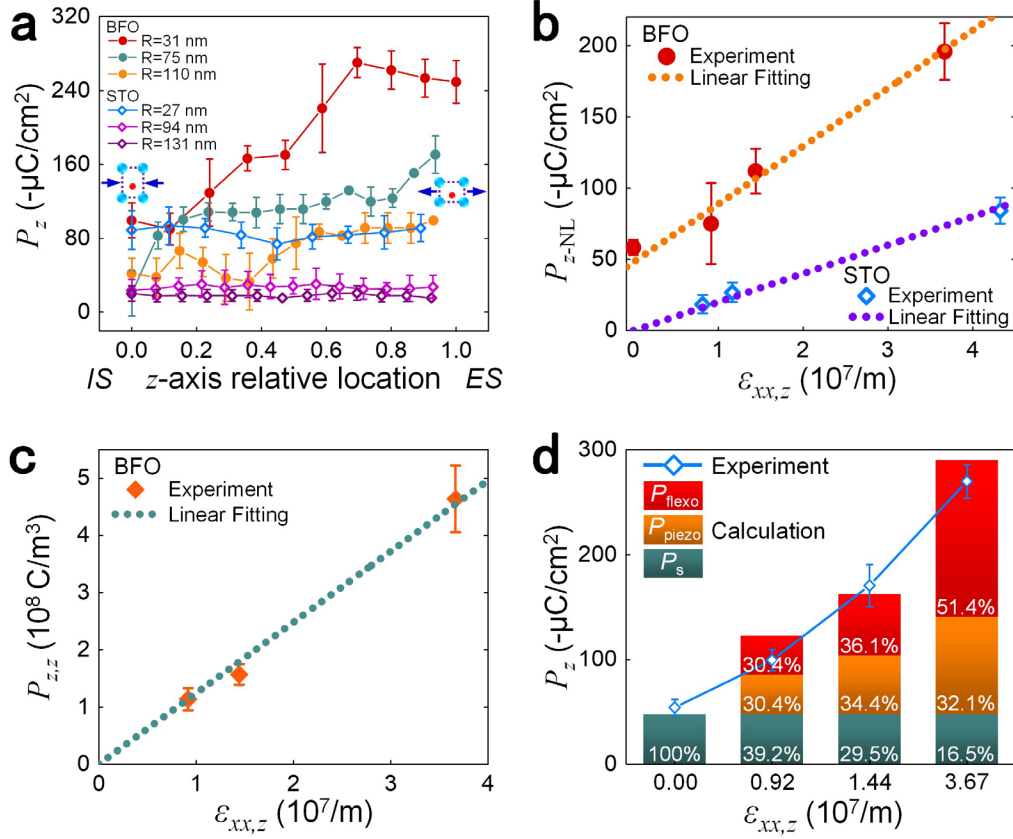 a
BFO
R=31 nm
R=75 nm
R=110 nm
STO
R=27 nm
R=94 nm
R=131 nm
320
240
160
80
0
P_z (-μC/cm²)
0.0 0.2 0.4 0.6 0.8 1.0
IS z-axis relative location ES
b
BFO
Experiment
Linear Fitting
STO
Experiment
Linear Fitting
200
150
100
50
0
P_z-NL (-μC/cm²)
0 1 2 3 4
ε_xx,z (10⁷/m)
c
BFO
Experiment
Linear Fitting
5
4
3
2
1
0
P_z,z (10⁸ C/m³)
0 1 2 3 4
ε_xx,z (10⁷/m)
d
Experiment
P_flexo
P_piezo Calculation
P_s
300
200
100
0
P_z (-μC/cm²)
51.4%
30.4% 36.1%
30.4% 34.4% 32.1%
100% 39.2% 29.5% 16.5%
0.00 0.92 1.44 3.67
ε_xx,z (10⁷/m)